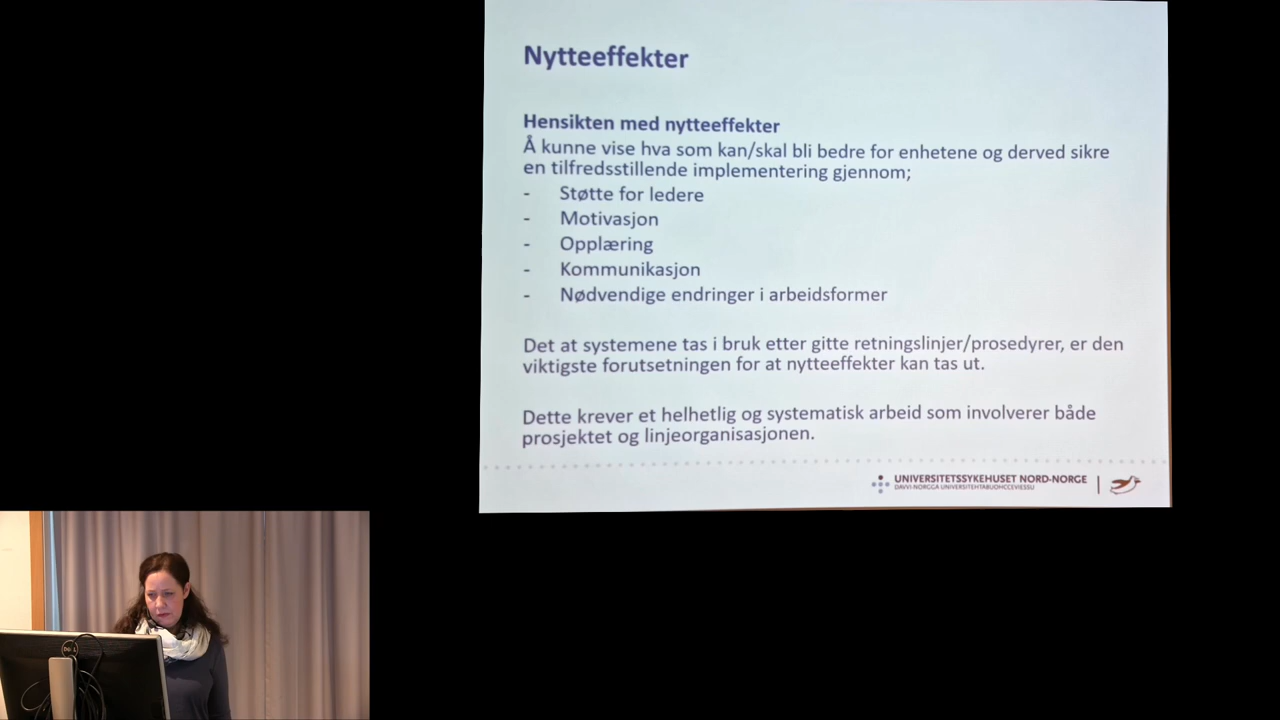 Nytteeffekter
Hensikten med nytteeffekter
Å kunne vise hva som kan/skal bli bedre for enhetene og derved sikre
en tilfredsstillende implementering gjennom;
- Støtte for ledere
- Motivasjon
- Opplæring
- Kommunikasjon
- Nødvendige endringer i arbeidsformer
Det at systemene tas i bruk etter gitte retningslinjer/prosedyrer, er den
viktigste forutsetningen for at nytteeffekter kan tas ut.
Dette krever et helhetlig og systematisk arbeid som involverer både
prosjektet og linjeorganisasjonen.
UNIVERSITETSSYKEHUSET NORD-NORGE
DAVVI-NORGGA UNIVERSITEHTABUOHCCEVIESSU
DELL